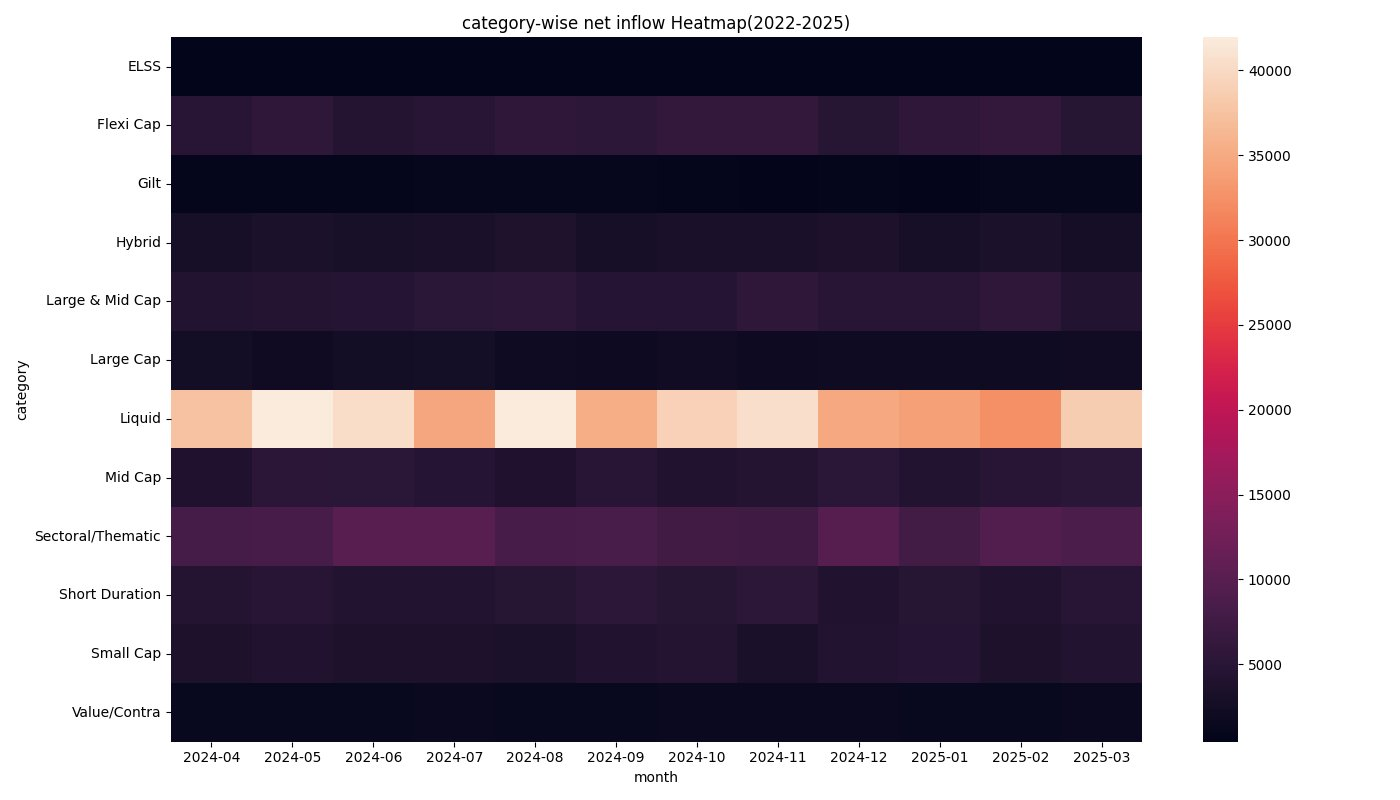 category-wise net inflow Heatmap(2022-2025)
category
ELSS
Flexi Cap
Gilt
Hybrid
Large & Mid Cap
Large Cap
Liquid
Mid Cap
Sectoral/Thematic
Short Duration
Small Cap
Value/Contra
2024-04 2024-05 2024-06 2024-07 2024-08 2024-09 2024-10 2024-11 2024-12 2025-01 2025-02 2025-03
month
40000
35000
30000
25000
20000
15000
10000
5000